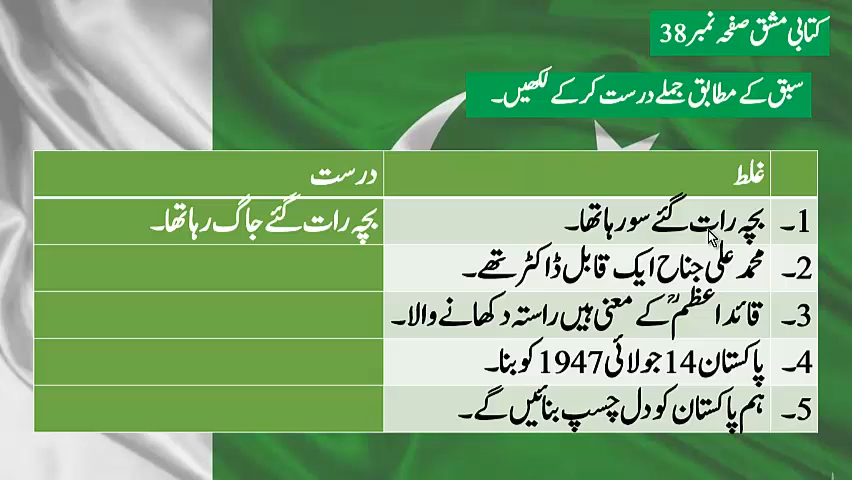 کتابی مشق صفحہ نمبر 38
سبق کے مطابق جملے درست کر کے لکھیں۔
غلط درست
1۔ بچہ رات گئے سو رہا تھا۔ بچہ رات گئے جاگ رہا تھا۔
2۔ محمد علی جناح ایک قابل ڈاکٹر تھے۔
3۔ قائد اعظمؒ کے معنی ہیں راستہ دکھانے والا۔
4۔ پاکستان 14 جولائی 1947 کو بنا۔
5۔ ہم پاکستان کو دل چسپ بنائیں گے۔